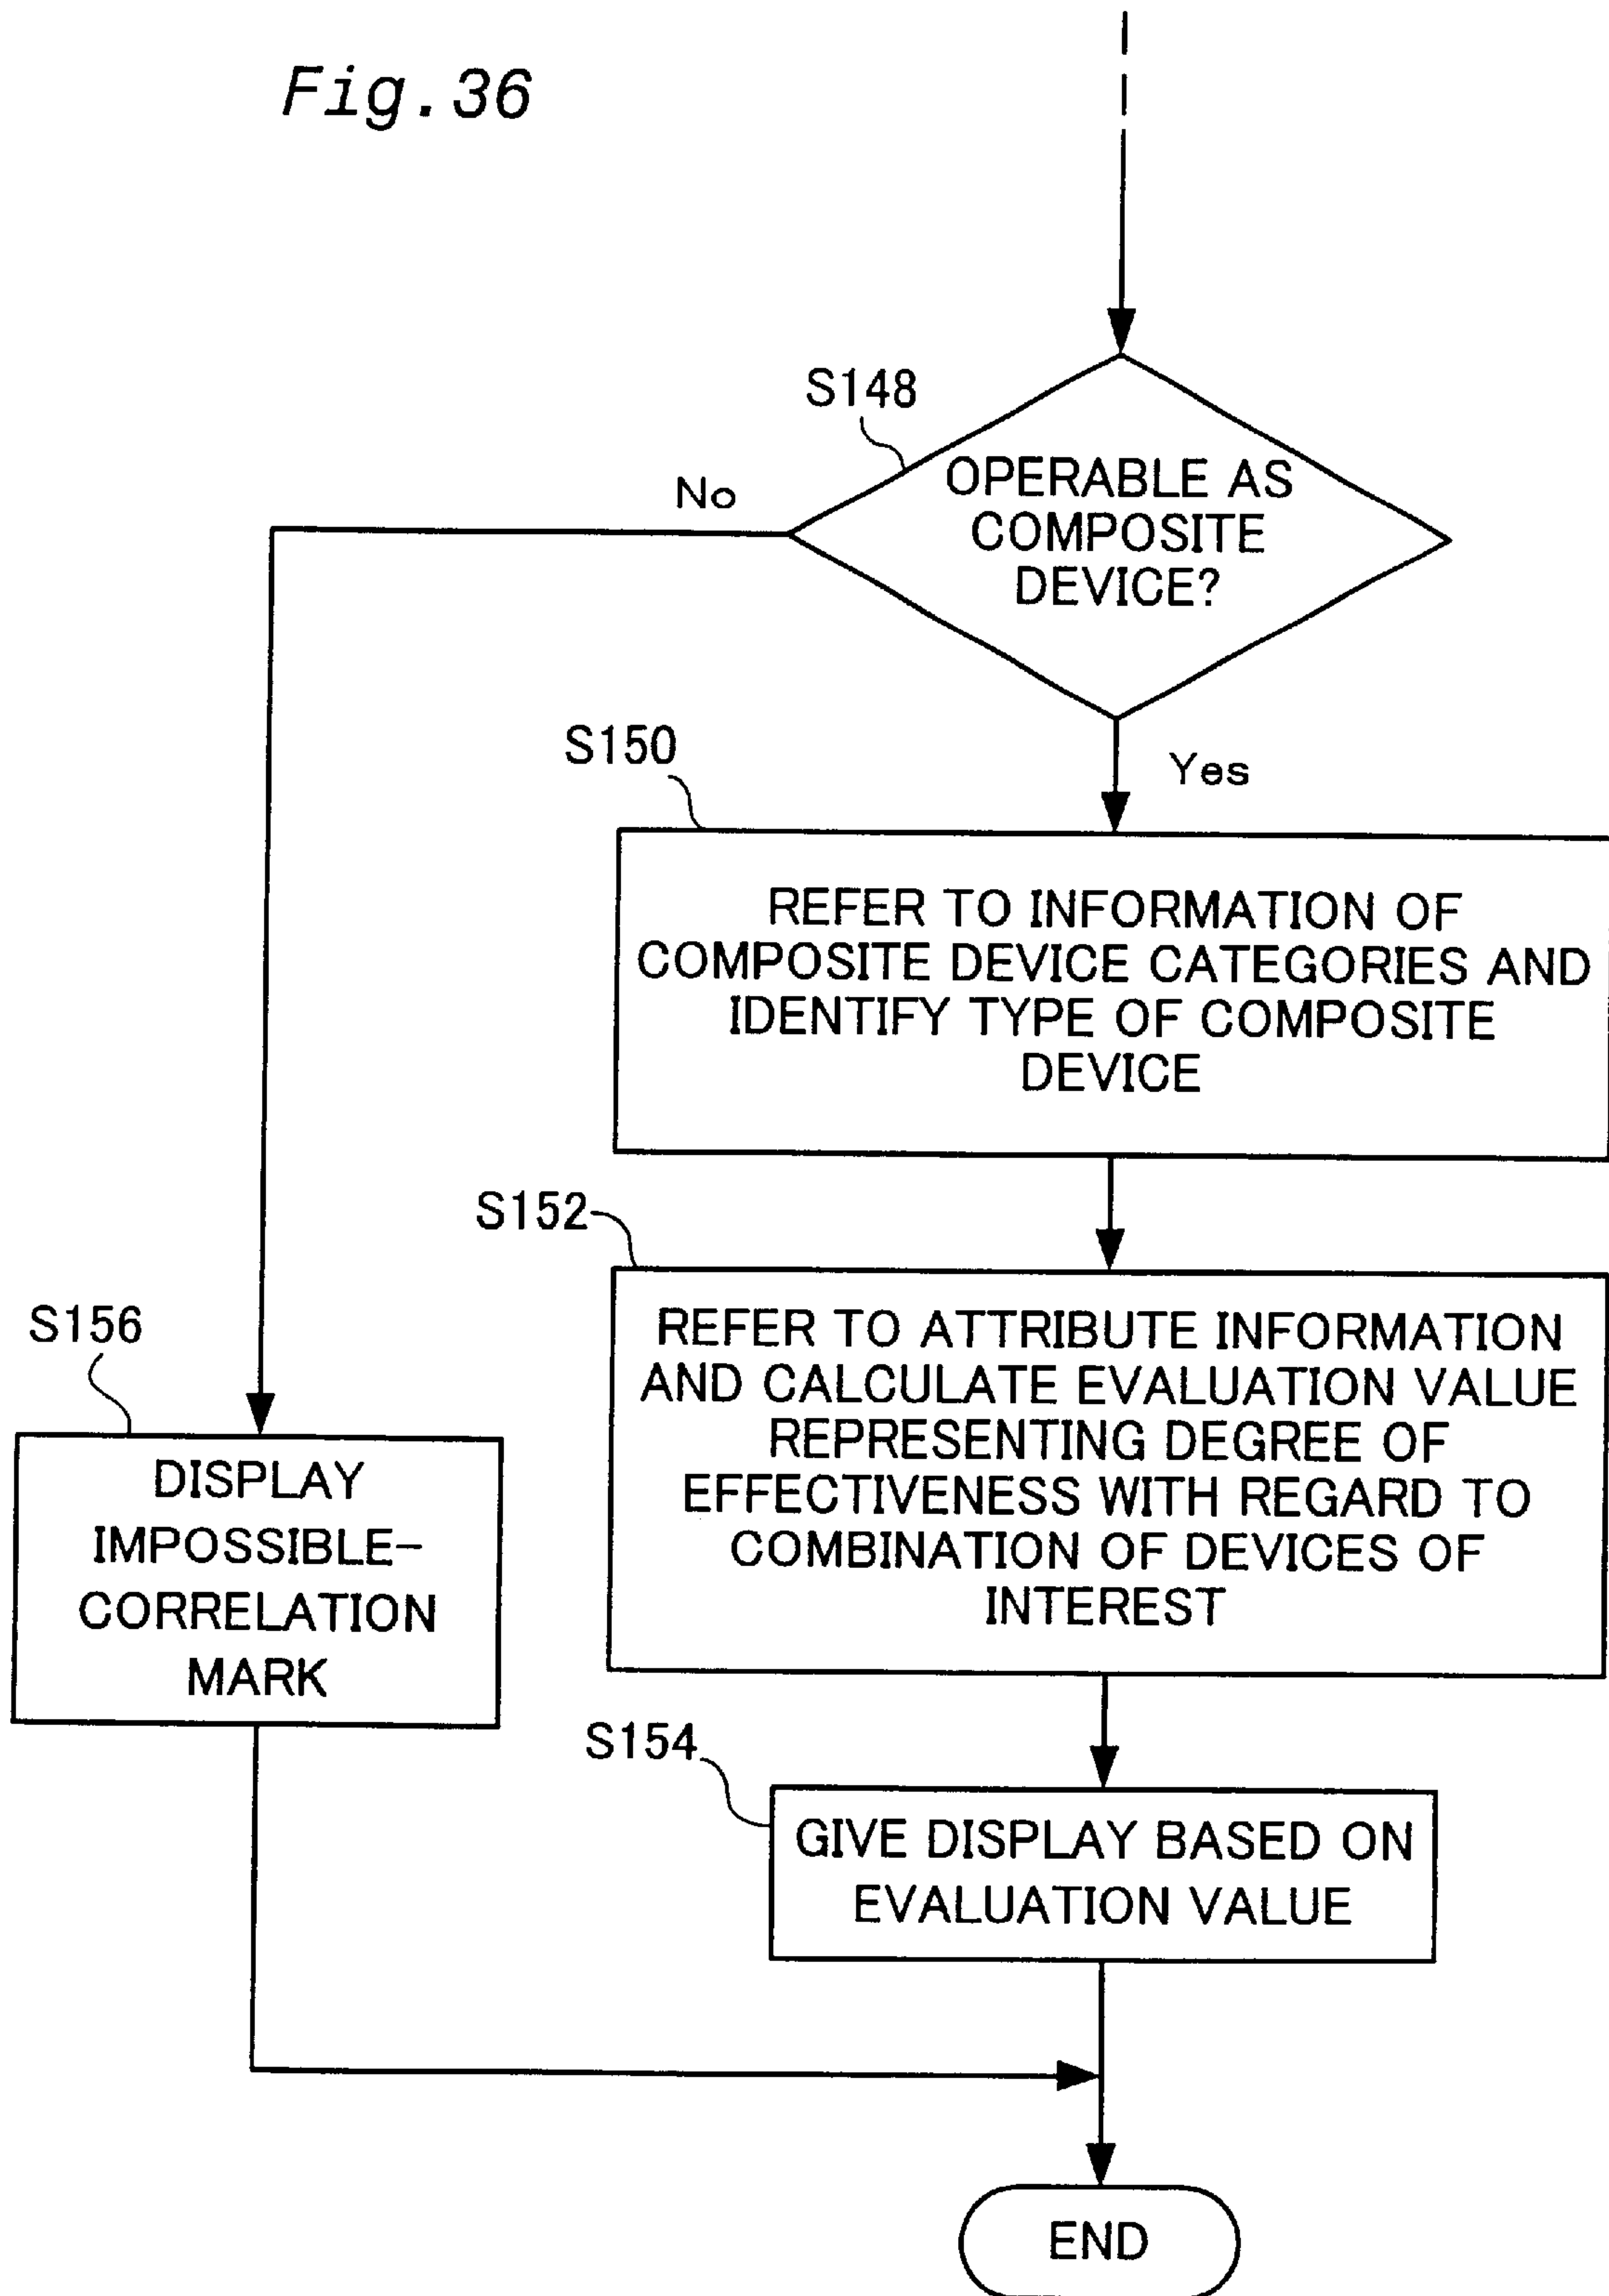 Fig.36
S148
No
OPERABLE AS
COMPOSITE
DEVICE?
S150
Yes
REFER TO INFORMATION OF
COMPOSITE DEVICE CATEGORIES AND
IDENTIFY TYPE OF COMPOSITE
DEVICE
S152
REFER TO ATTRIBUTE INFORMATION
AND CALCULATE EVALUATION VALUE
REPRESENTING DEGREE OF
EFFECTIVENESS WITH REGARD TO
COMBINATION OF DEVICES OF
INTEREST
S156
DISPLAY
IMPOSSIBLE-
CORRELATION
MARK
S154
GIVE DISPLAY BASED ON
EVALUATION VALUE
END